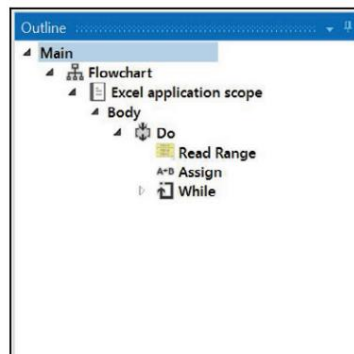 Outline
Main
Flowchart
Excel application scope
Body
Do
Read Range
A+B Assign
While